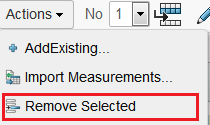 Actions No 1
AddExisting...
Import Measurements...
Remove Selected